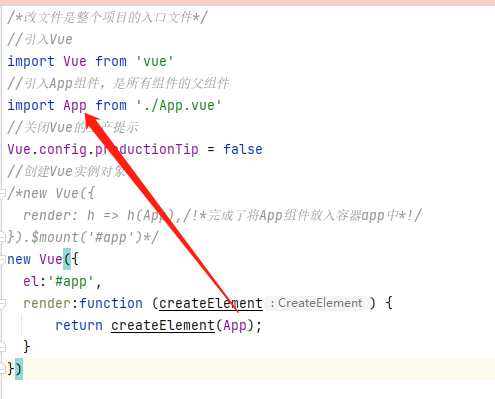 /*改文件是整个项目的入口文件*/
//引入Vue
import Vue from 'vue'
//引入App组件，是所有组件的父组件
import App from './App.vue'
//关闭Vue的生产提示
Vue.config.productionTip = false
//创建Vue实例对象
/*new Vue({
  render: h => h(App),/!*完成了将App组件放入容器app中*!/
}).$mount('#app')*/
new Vue({
  el:'#app',
  render:function (createElement : CreateElement ) {
      return createElement(App);
  }
})